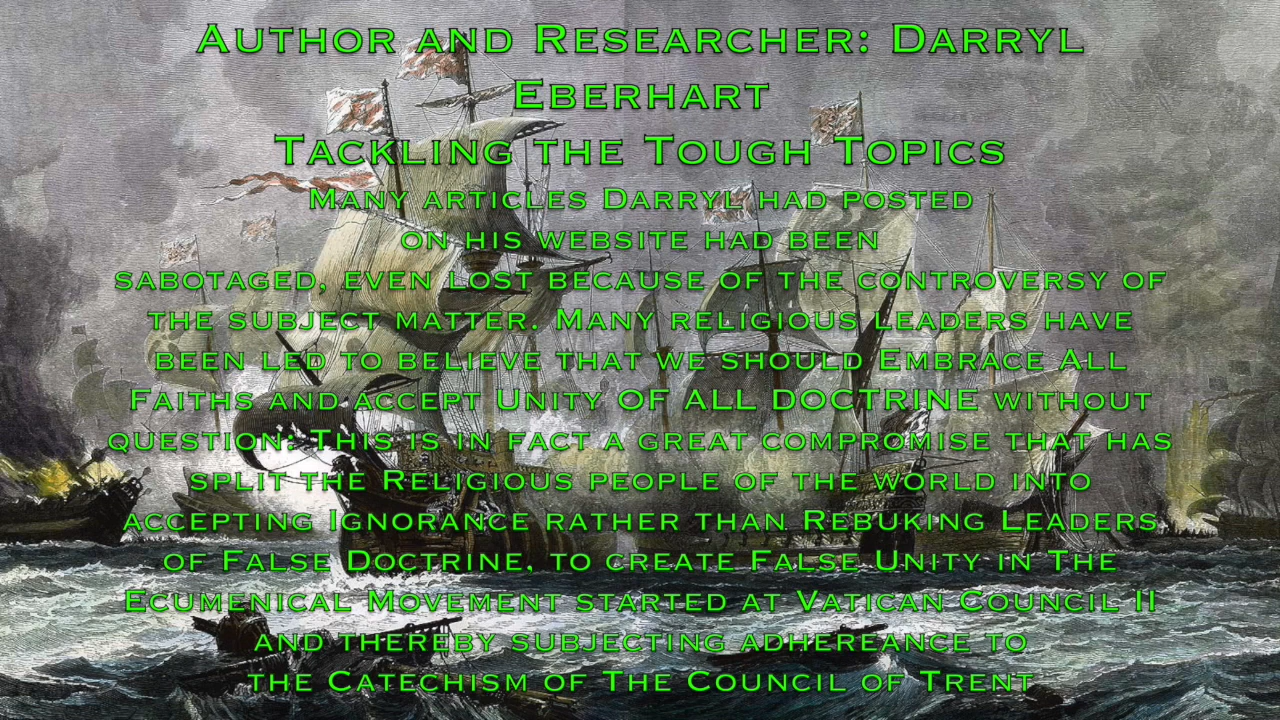 Author and Researcher: Darryl
Eberhart
Tackling the Tough Topics
Many articles Darryl had posted
on his website had been
sabotaged, even lost because of the controversy of
the subject matter. Many religious leaders have
been led to believe that we should Embrace All
Faiths and accept Unity OF ALL DOCTRINE without
question: This is in fact a great compromise that has
split the Religious people of the world into
accepting Ignorance rather than Rebuking Leaders
of False Doctrine, to create False Unity in The
Ecumenical Movement started at Vatican Council II
and thereby subjecting adhereance to
the Catechism of The Council of Trent